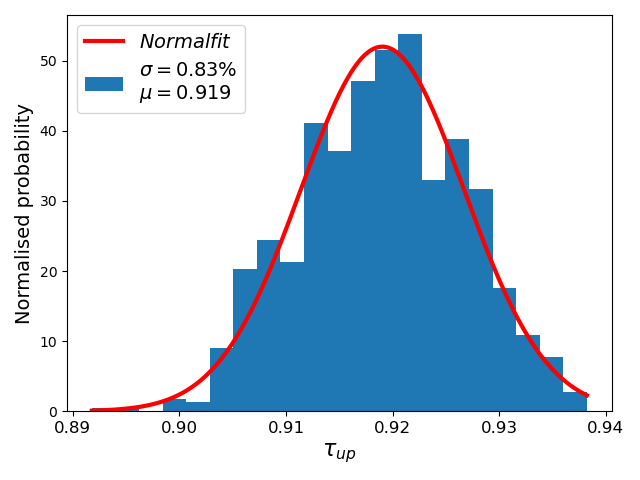 Normalfit
σ = 0.83%
μ = 0.919
Normalised probability
50
40
30
20
10
0
0.89 0.90 0.91 0.92 0.93 0.94
τ_up